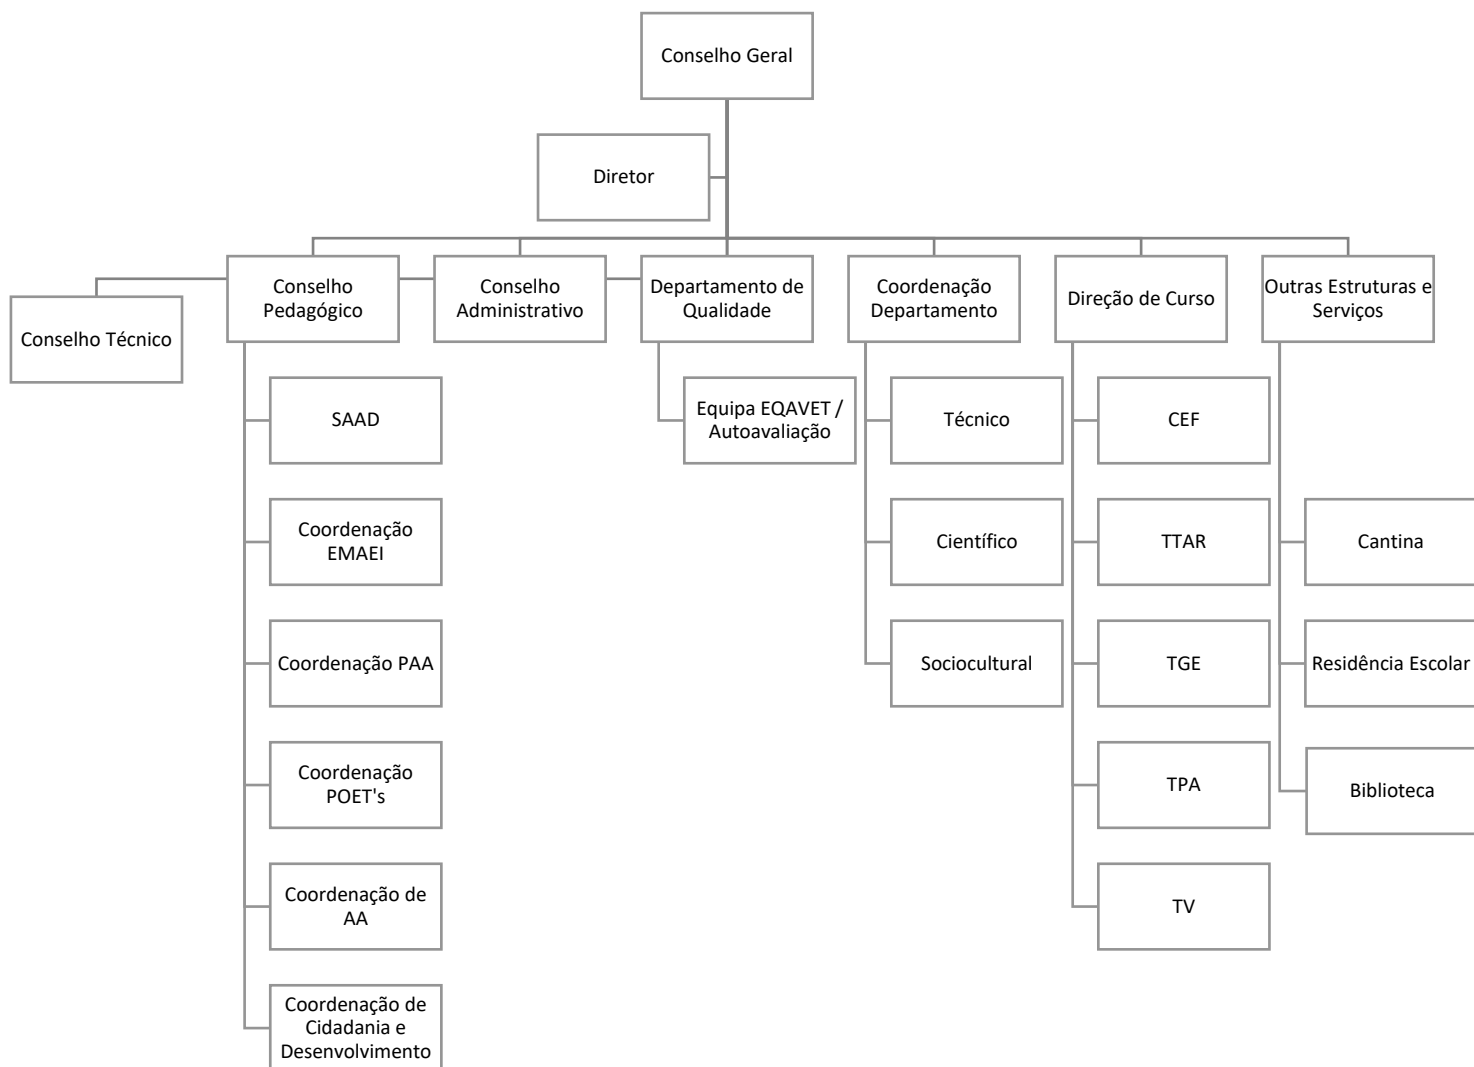 Conselho Geral
Diretor
Conselho Técnico
Conselho
Pedagógico
SAAD
Coordenação
EMAEI
Coordenação PAA
Coordenação
POET's
Coordenação de
AA
Coordenação de
Cidadania e
Desenvolvimento
Conselho
Administrativo
Departamento de
Qualidade
Equipa EQAVET /
Autoavaliação
Coordenação
Departamento
Técnico
Científico
Sociocultural
Direção de Curso
CEF
TTAR
TGE
TPA
TV
Outras Estruturas e
Serviços
Cantina
Residência Escolar
Biblioteca